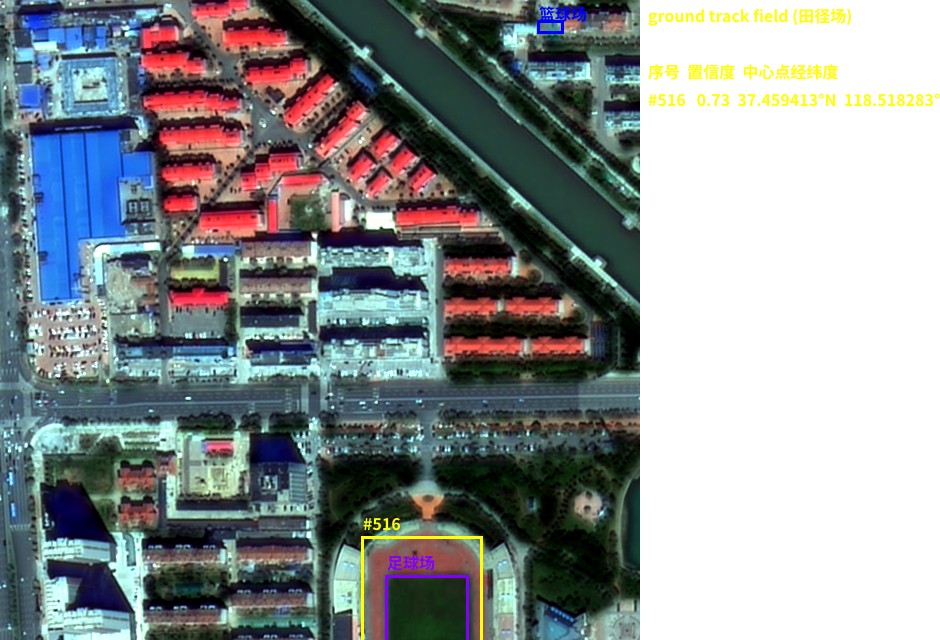 篮球场
ground track field (田径场)
序号 置信度 中心点经纬度
#516 0.73 37.459413°N 118.518283°
#516
足球场